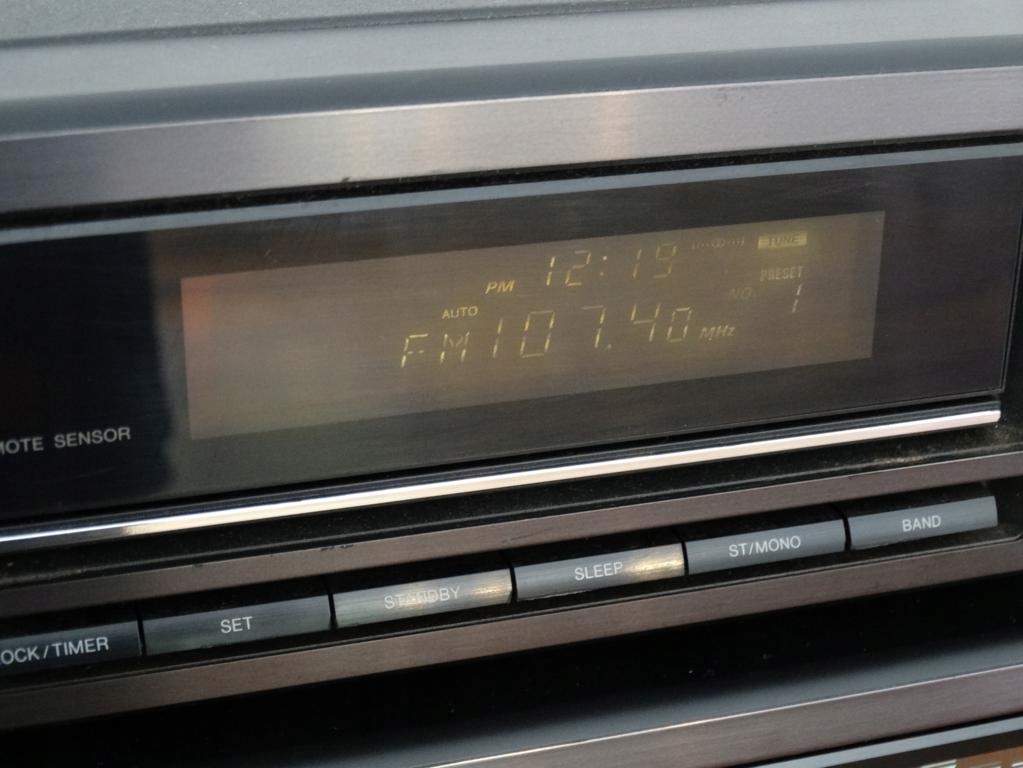 PM 12:19 TUNE
PRESET
AUTO NO. 1
FM 107.40 MHz
MOTE SENSOR
OCK/TIMER SET STANDBY SLEEP ST/MONO BAND